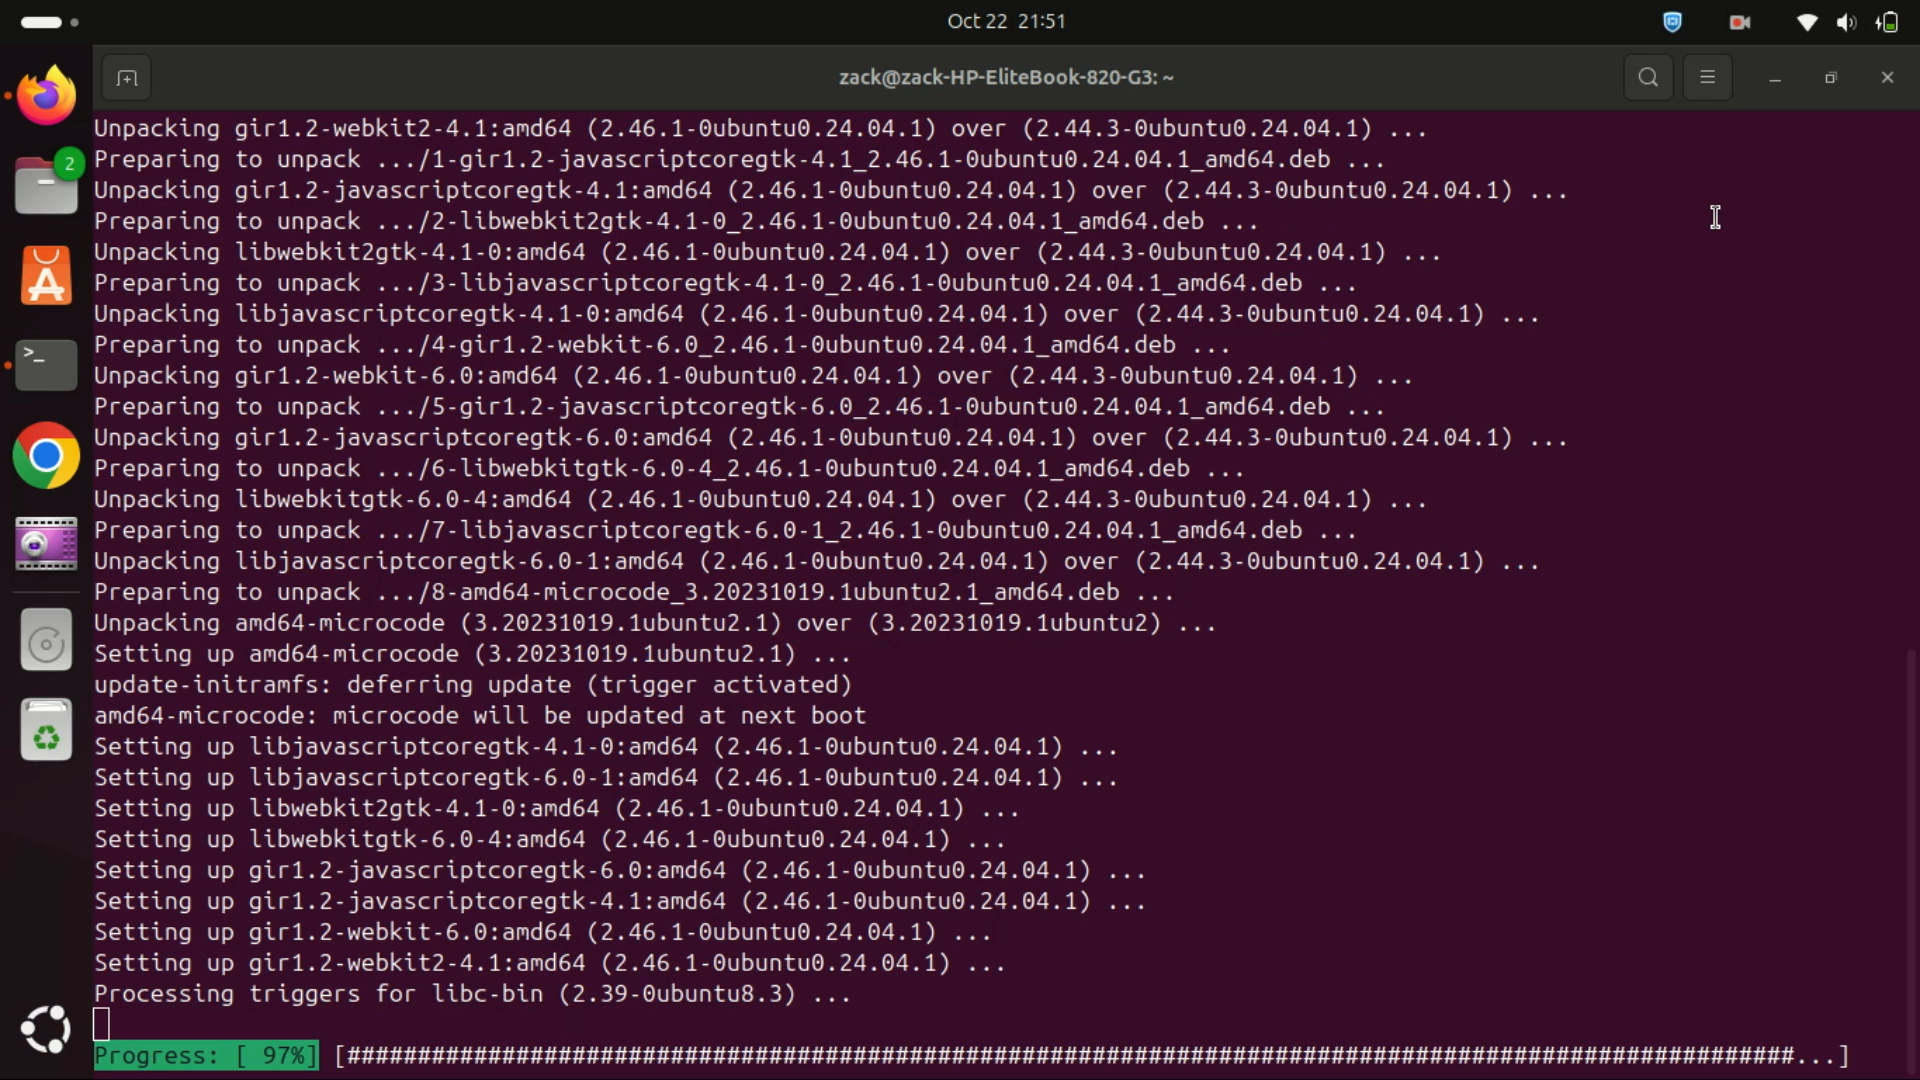 Oct 22 21:51
zack@zack-HP-EliteBook-820-G3: ~
2
Unpacking gir1.2-webkit2-4.1:amd64 (2.46.1-0ubuntu0.24.04.1) over (2.44.3-0ubuntu0.24.04.1) ...
Preparing to unpack .../1-gir1.2-javascriptcoregtk-4.1_2.46.1-0ubuntu0.24.04.1_amd64.deb ...
Unpacking gir1.2-javascriptcoregtk-4.1:amd64 (2.46.1-0ubuntu0.24.04.1) over (2.44.3-0ubuntu0.24.04.1) ...
Preparing to unpack .../2-libwebkit2gtk-4.1-0_2.46.1-0ubuntu0.24.04.1_amd64.deb ...
Unpacking libwebkit2gtk-4.1-0:amd64 (2.46.1-0ubuntu0.24.04.1) over (2.44.3-0ubuntu0.24.04.1) ...
Preparing to unpack .../3-libjavascriptcoregtk-4.1-0_2.46.1-0ubuntu0.24.04.1_amd64.deb ...
Unpacking libjavascriptcoregtk-4.1-0:amd64 (2.46.1-0ubuntu0.24.04.1) over (2.44.3-0ubuntu0.24.04.1) ...
Preparing to unpack .../4-gir1.2-webkit-6.0_2.46.1-0ubuntu0.24.04.1_amd64.deb ...
Unpacking gir1.2-webkit-6.0:amd64 (2.46.1-0ubuntu0.24.04.1) over (2.44.3-0ubuntu0.24.04.1) ...
Preparing to unpack .../5-gir1.2-javascriptcoregtk-6.0_2.46.1-0ubuntu0.24.04.1_amd64.deb ...
Unpacking gir1.2-javascriptcoregtk-6.0:amd64 (2.46.1-0ubuntu0.24.04.1) over (2.44.3-0ubuntu0.24.04.1) ...
Preparing to unpack .../6-libwebkitgtk-6.0-4_2.46.1-0ubuntu0.24.04.1_amd64.deb ...
Unpacking libwebkitgtk-6.0-4:amd64 (2.46.1-0ubuntu0.24.04.1) over (2.44.3-0ubuntu0.24.04.1) ...
Preparing to unpack .../7-libjavascriptcoregtk-6.0-1_2.46.1-0ubuntu0.24.04.1_amd64.deb ...
Unpacking libjavascriptcoregtk-6.0-1:amd64 (2.46.1-0ubuntu0.24.04.1) over (2.44.3-0ubuntu0.24.04.1) ...
Preparing to unpack .../8-amd64-microcode_3.20231019.1ubuntu2.1_amd64.deb ...
Unpacking amd64-microcode (3.20231019.1ubuntu2.1) over (3.20231019.1ubuntu2) ...
Setting up amd64-microcode (3.20231019.1ubuntu2.1) ...
update-initramfs: deferring update (trigger activated)
amd64-microcode: microcode will be updated at next boot
Setting up libjavascriptcoregtk-4.1-0:amd64 (2.46.1-0ubuntu0.24.04.1) ...
Setting up libjavascriptcoregtk-6.0-1:amd64 (2.46.1-0ubuntu0.24.04.1) ...
Setting up libwebkit2gtk-4.1-0:amd64 (2.46.1-0ubuntu0.24.04.1) ...
Setting up libwebkitgtk-6.0-4:amd64 (2.46.1-0ubuntu0.24.04.1) ...
Setting up gir1.2-javascriptcoregtk-6.0:amd64 (2.46.1-0ubuntu0.24.04.1) ...
Setting up gir1.2-javascriptcoregtk-4.1:amd64 (2.46.1-0ubuntu0.24.04.1) ...
Setting up gir1.2-webkit-6.0:amd64 (2.46.1-0ubuntu0.24.04.1) ...
Setting up gir1.2-webkit2-4.1:amd64 (2.46.1-0ubuntu0.24.04.1) ...
Processing triggers for libc-bin (2.39-0ubuntu8.3) ...
Progress: [ 97%] [#######################################################################################################...]